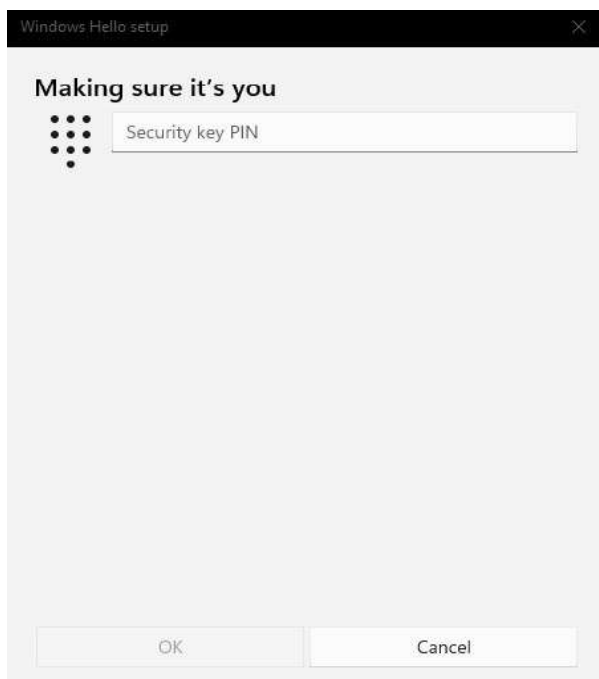 Windows Hello setup
Making sure it's you
Security key PIN
OK
Cancel